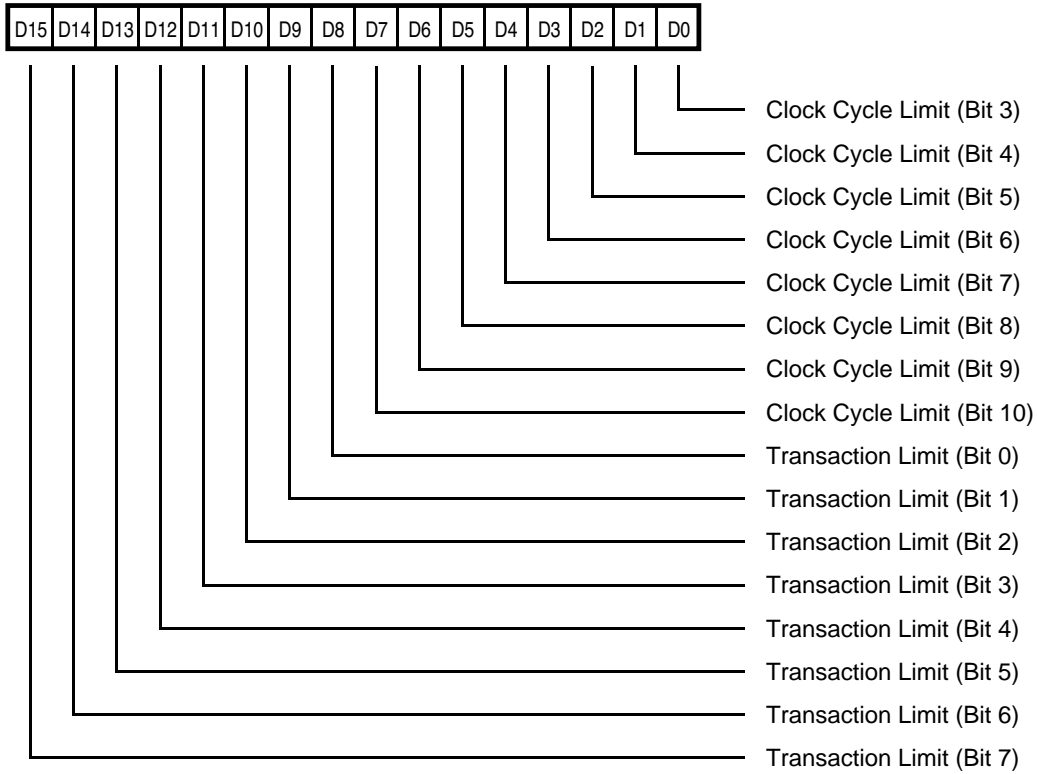 D15 D14 D13 D12 D11 D10 D9 D8 D7 D6 D5 D4 D3 D2 D1 D0
Clock Cycle Limit (Bit 3)
Clock Cycle Limit (Bit 4)
Clock Cycle Limit (Bit 5)
Clock Cycle Limit (Bit 6)
Clock Cycle Limit (Bit 7)
Clock Cycle Limit (Bit 8)
Clock Cycle Limit (Bit 9)
Clock Cycle Limit (Bit 10)
Transaction Limit (Bit 0)
Transaction Limit (Bit 1)
Transaction Limit (Bit 2)
Transaction Limit (Bit 3)
Transaction Limit (Bit 4)
Transaction Limit (Bit 5)
Transaction Limit (Bit 6)
Transaction Limit (Bit 7)